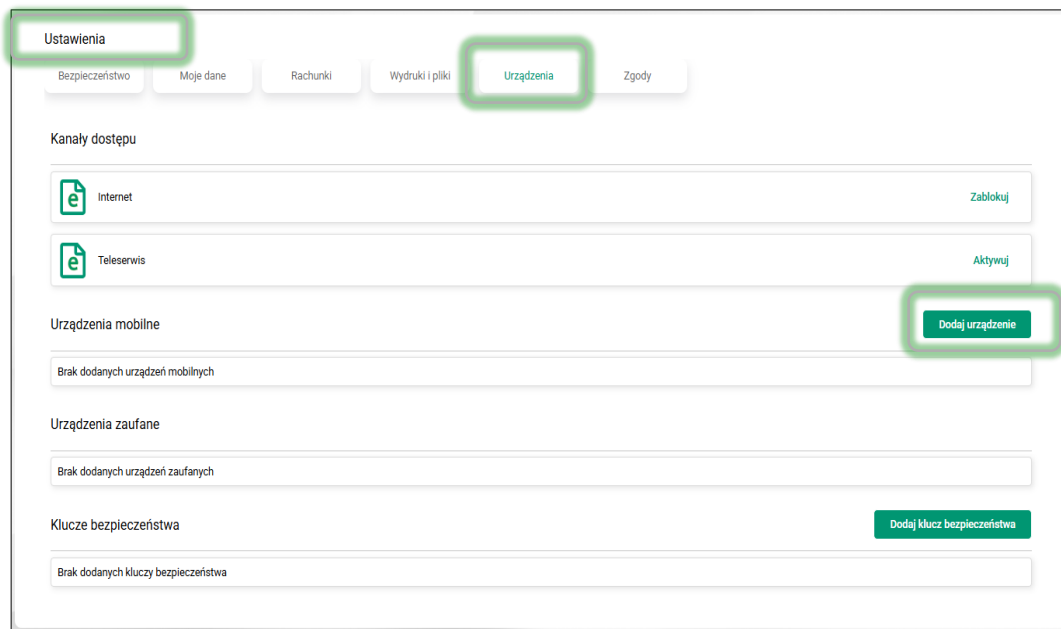 Ustawienia
Bezpieczeństwo Moje dane Rachunki Wydruki i pliki Urządzenia Zgody
Kanały dostępu
Internet Zablokuj
Teleserwis Aktywuj
Urządzenia mobilne Dodaj urządzenie
Brak dodanych urządzeń mobilnych
Urządzenia zaufane
Brak dodanych urządzeń zaufanych
Klucze bezpieczeństwa Dodaj klucz bezpieczeństwa
Brak dodanych kluczy bezpieczeństwa